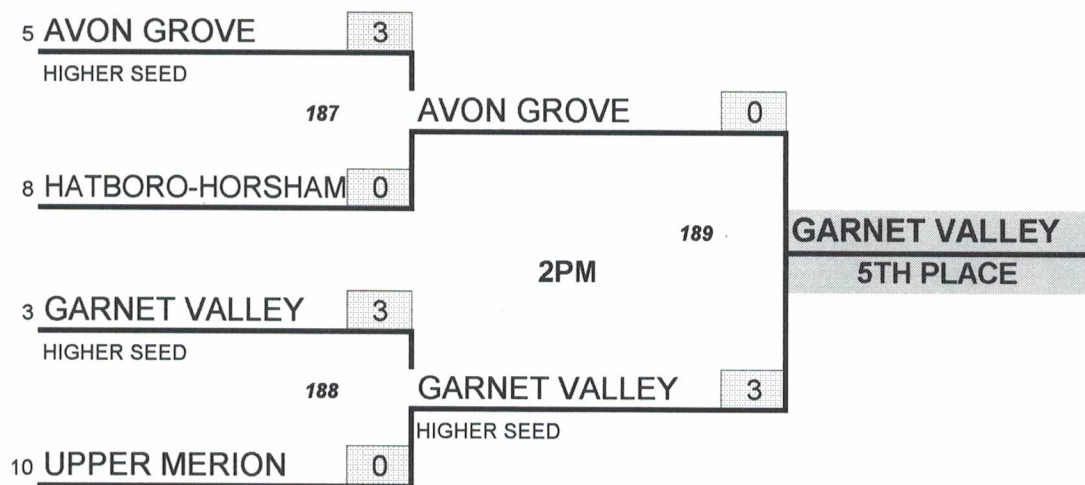 5 AVON GROVE 3
HIGHER SEED
187
AVON GROVE 0
8 HATBORO-HORSHAM 0
189
GARNET VALLEY
2PM
5TH PLACE
3 GARNET VALLEY 3
HIGHER SEED
188
GARNET VALLEY 3
HIGHER SEED
10 UPPER MERION 0